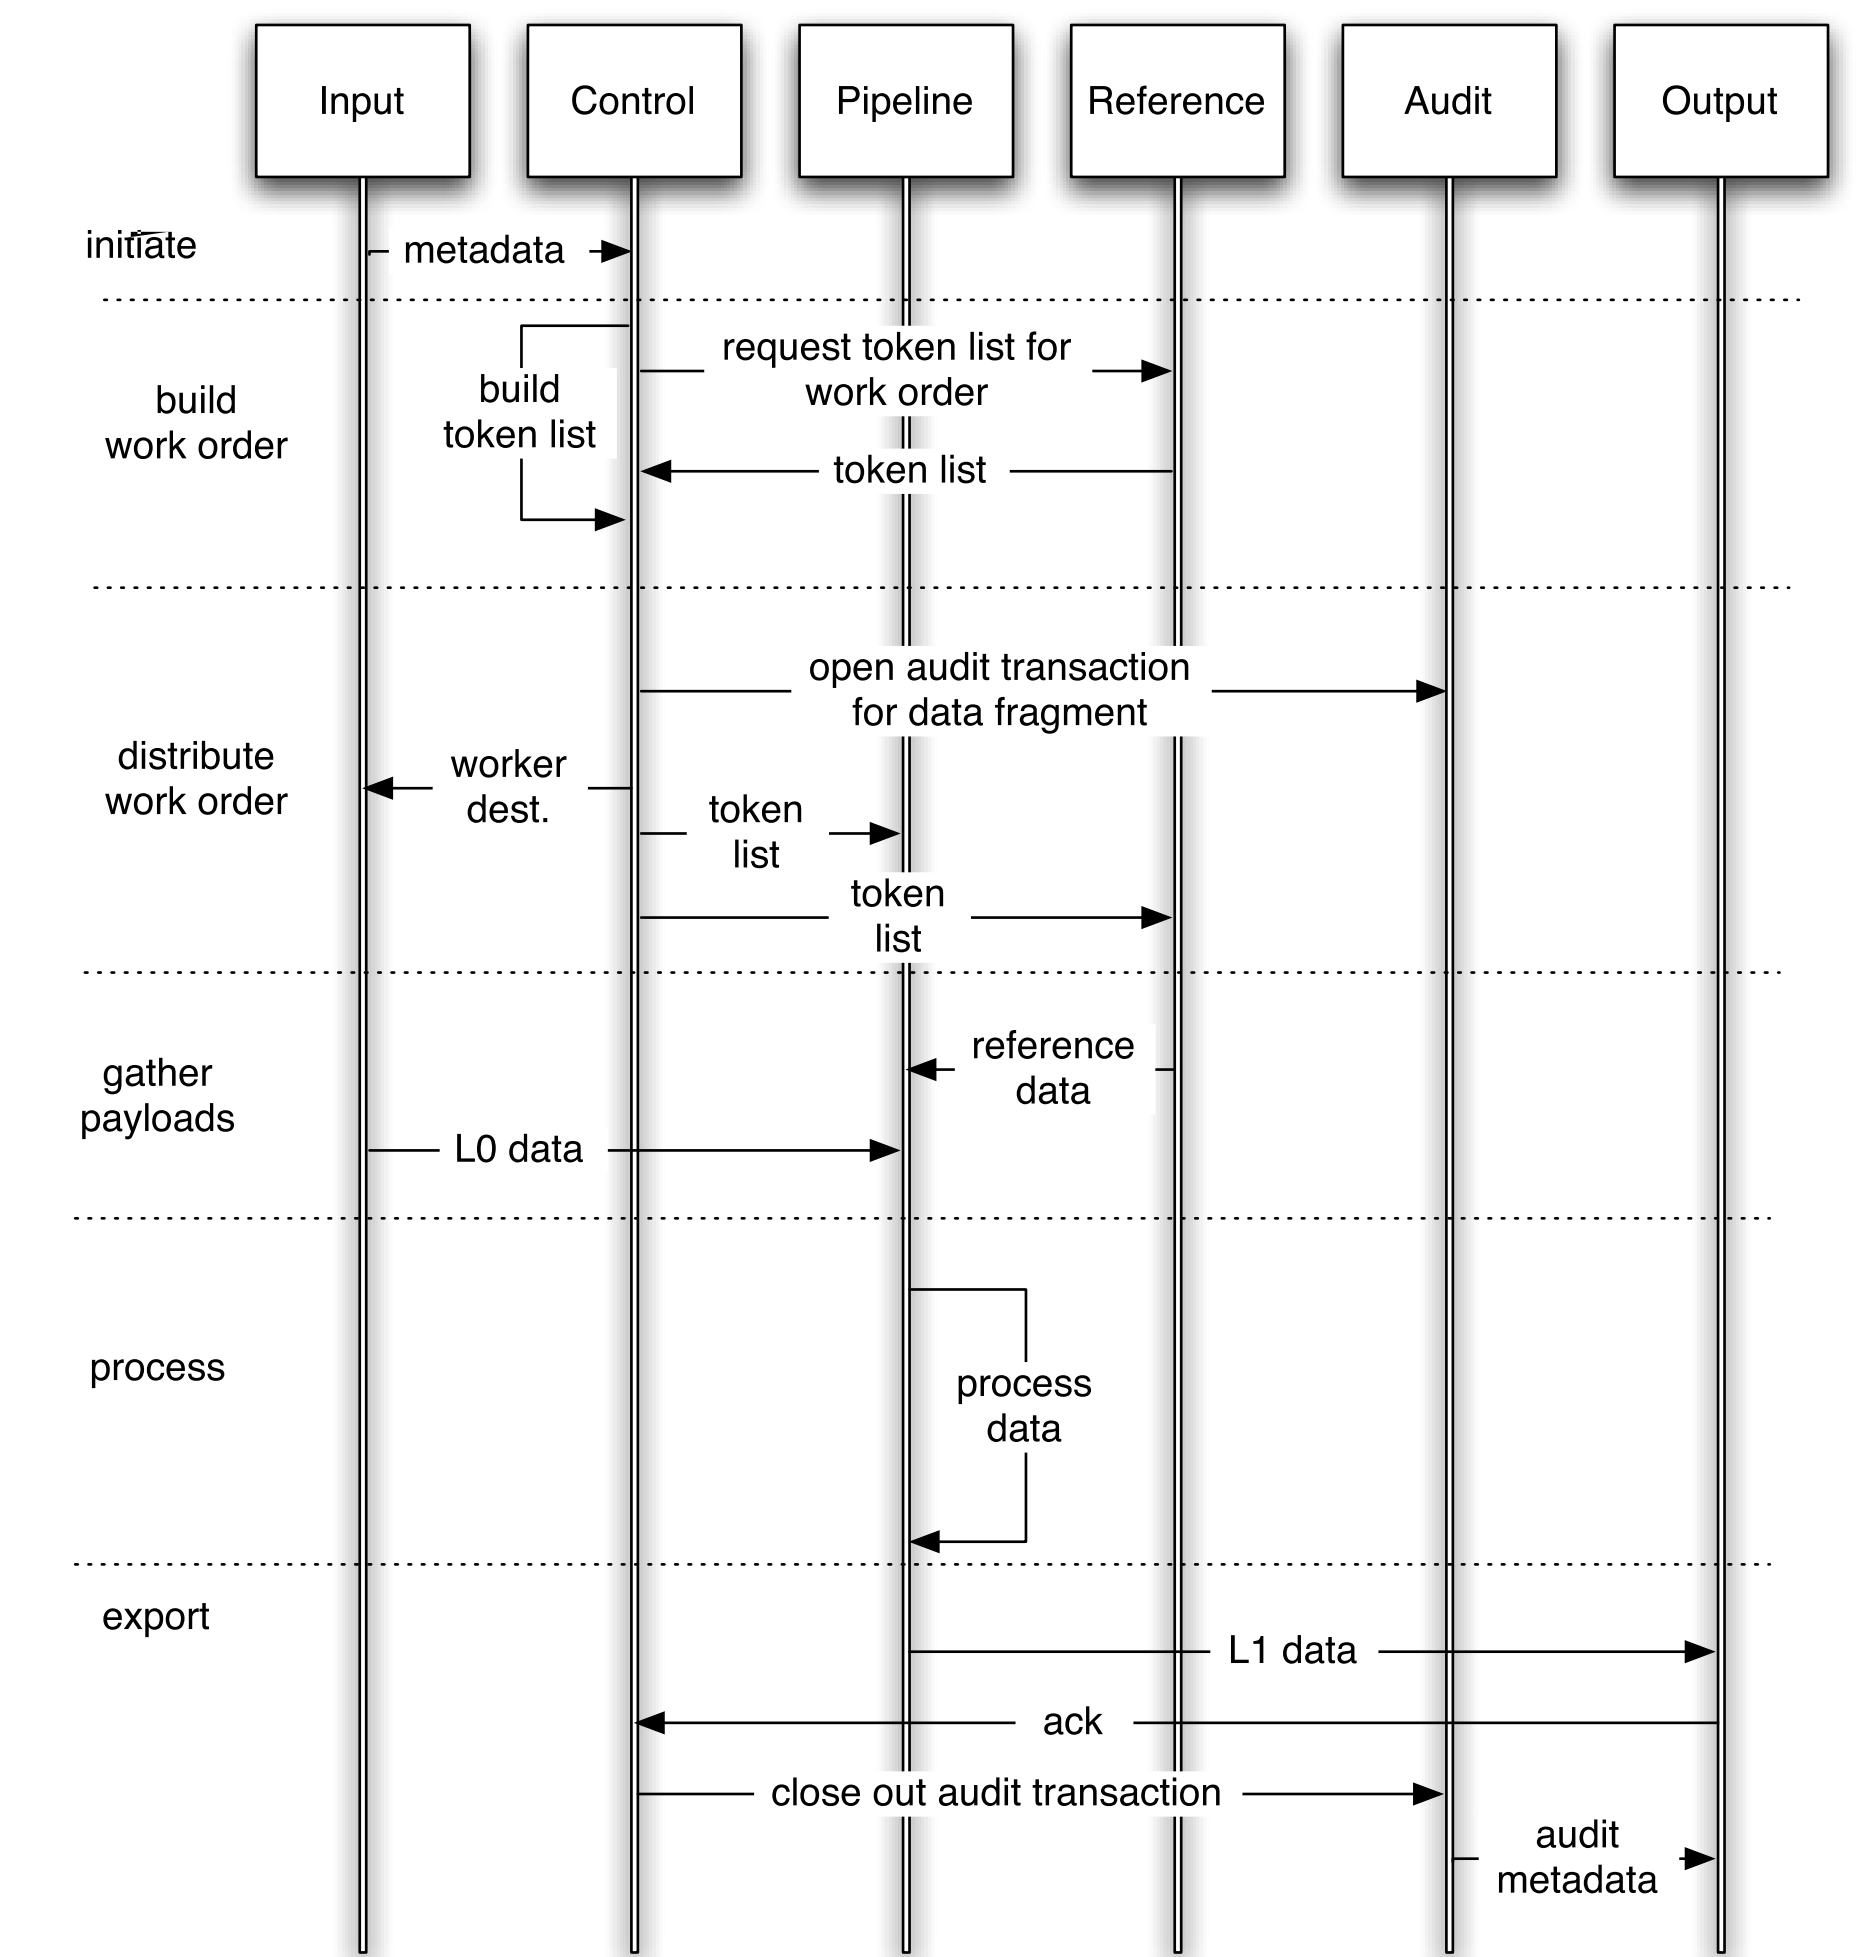 Input
Control
Pipeline
Reference
Audit
Output
initiate
metadata
request token list for
work order
build
token list
build
work order
token list
open audit transaction
for data fragment
distribute
work order
worker
dest.
token
list
token
list
reference
data
gather
payloads
L0 data
process
process
data
export
L1 data
ack
close out audit transaction
audit
metadata